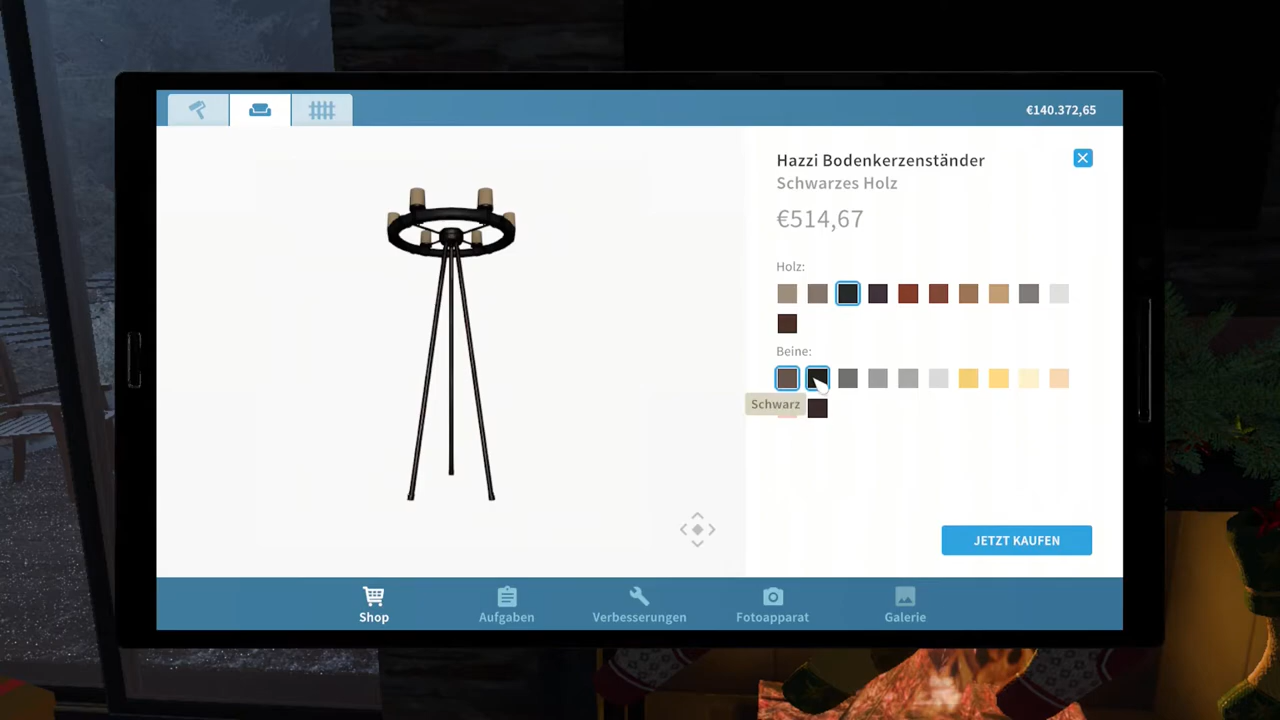 €140.372,65
Hazzi Bodenkerzenständer
Schwarzes Holz
€514,67
Holz:
Beine:
Schwarz
JETZT KAUFEN
Shop
Aufgaben
Verbesserungen
Fotoapparat
Galerie